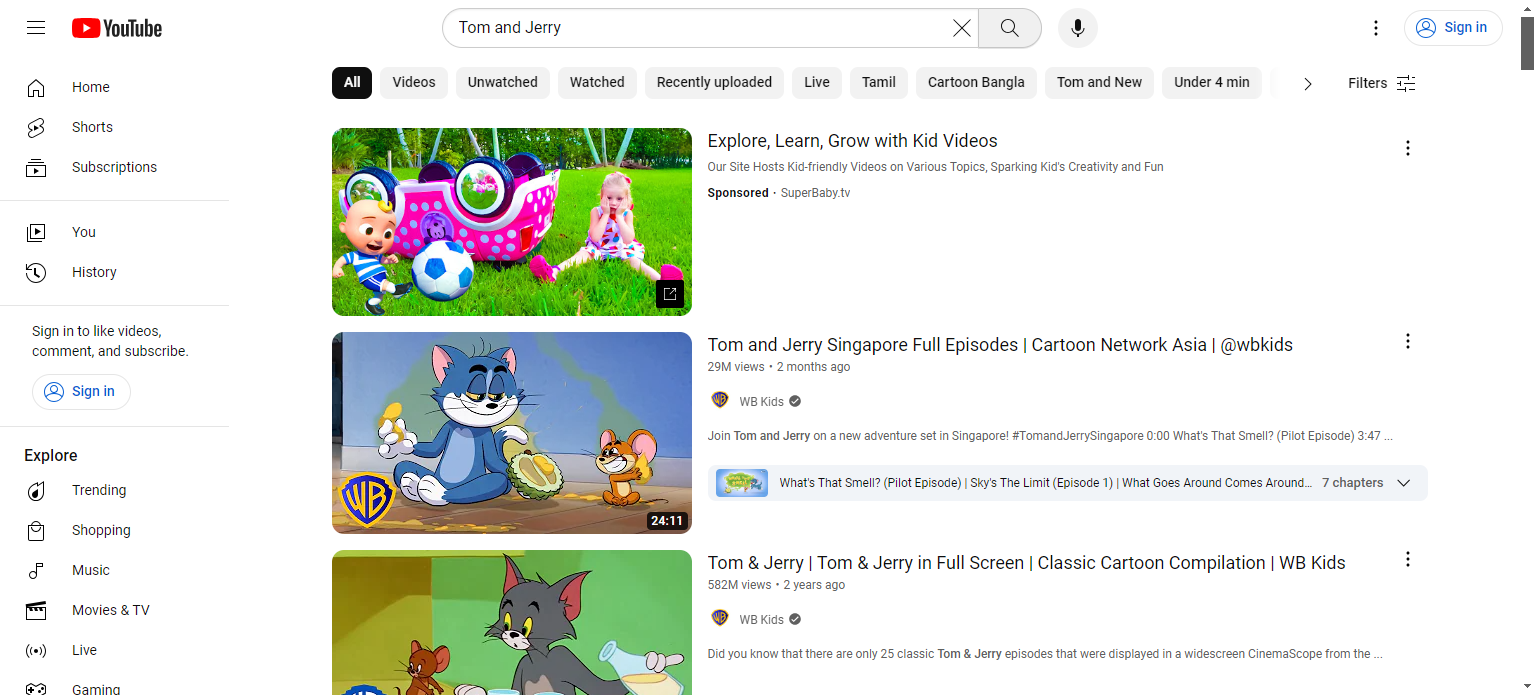 YouTube
Tom and Jerry
Sign in
Home
Shorts
Subscriptions
You
History
Sign in to like videos,
comment, and subscribe.
Sign in
Explore
Trending
Shopping
Music
Movies & TV
Live
Gaming
All Videos Unwatched Watched Recently uploaded Live Tamil Cartoon Bangla Tom and New Under 4 min
Filters
Explore, Learn, Grow with Kid Videos
Our Site Hosts Kid-friendly Videos on Various Topics, Sparking Kid's Creativity and Fun
Sponsored · SuperBaby.tv
WB
24:11
Tom and Jerry Singapore Full Episodes | Cartoon Network Asia | @wbkids
29M views • 2 months ago
WB Kids
Join Tom and Jerry on a new adventure set in Singapore! #TomandJerrySingapore 0:00 What's That Smell? (Pilot Episode) 3:47 ...
What's That Smell? (Pilot Episode) | Sky's The Limit (Episode 1) | What Goes Around Comes Around... 7 chapters
Tom & Jerry | Tom & Jerry in Full Screen | Classic Cartoon Compilation | WB Kids
582M views • 2 years ago
WB Kids
Did you know that there are only 25 classic Tom & Jerry episodes that were displayed in a widescreen CinemaScope from the ...